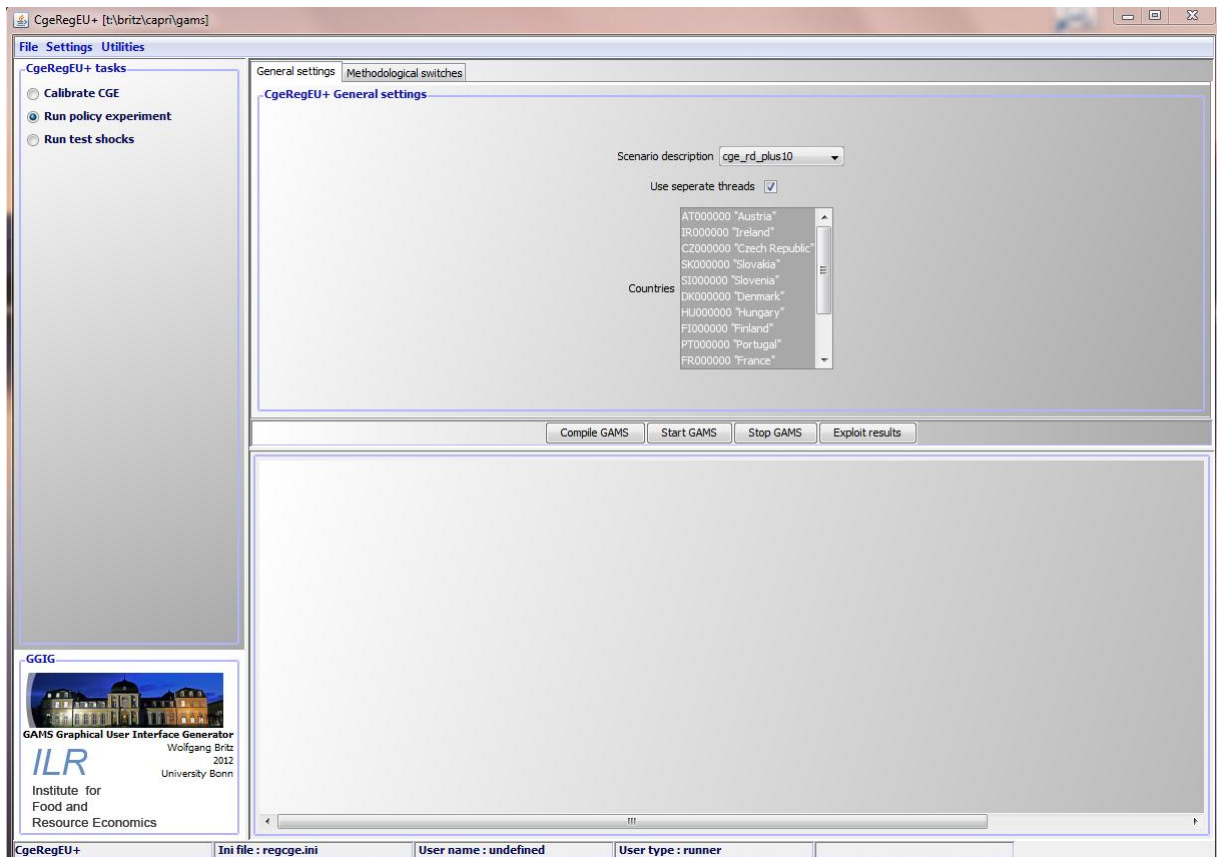 CgeRegEU+ [t:\britz\capri\gams]
File Settings Utilities
CgeRegEU+ tasks
Calibrate CGE
Run policy experiment
Run test shocks
General settings Methodological switches
CgeRegEU+ General settings
Scenario description cge_rd_plus10
Use seperate threads
Countries
AT000000 "Austria"
IR000000 "Ireland"
CZ000000 "Czech Republic"
SK000000 "Slovakia"
SI000000 "Slovenia"
DK000000 "Denmark"
HU000000 "Hungary"
FI000000 "Finland"
PT000000 "Portugal"
FR000000 "France"
Compile GAMS Start GAMS Stop GAMS Exploit results
GGIG
GAMS Graphical User Interface Generator
Wolfgang Britz
2012
University Bonn
ILR
Institute for
Food and
Resource Economics
CgeRegEU+ Ini file : regcge.ini User name : undefined User type : runner